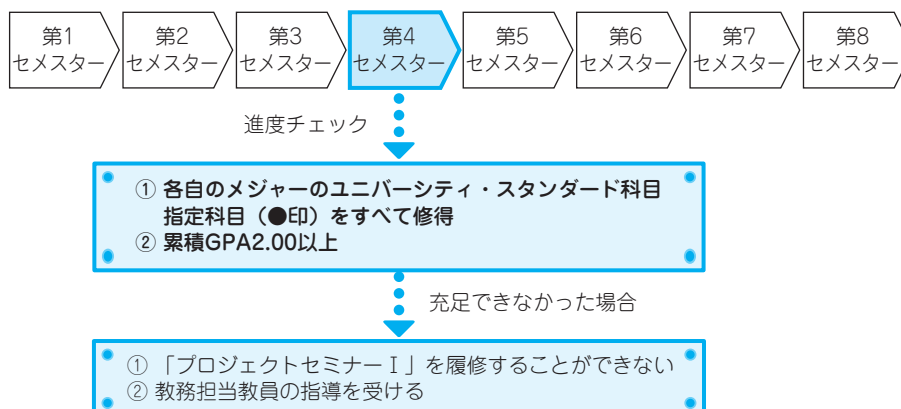 第1
セメスター
第2
セメスター
第3
セメスター
第4
セメスター
第5
セメスター
第6
セメスター
第7
セメスター
第8
セメスター
進度チェック
① 各自のメジャーのユニバーシティ・スタンダード科目
指定科目（●印）をすべて修得
② 累積GPA2.00以上
充足できなかった場合
① 「プロジェクトセミナーⅠ」を履修することができない
② 教務担当教員の指導を受ける